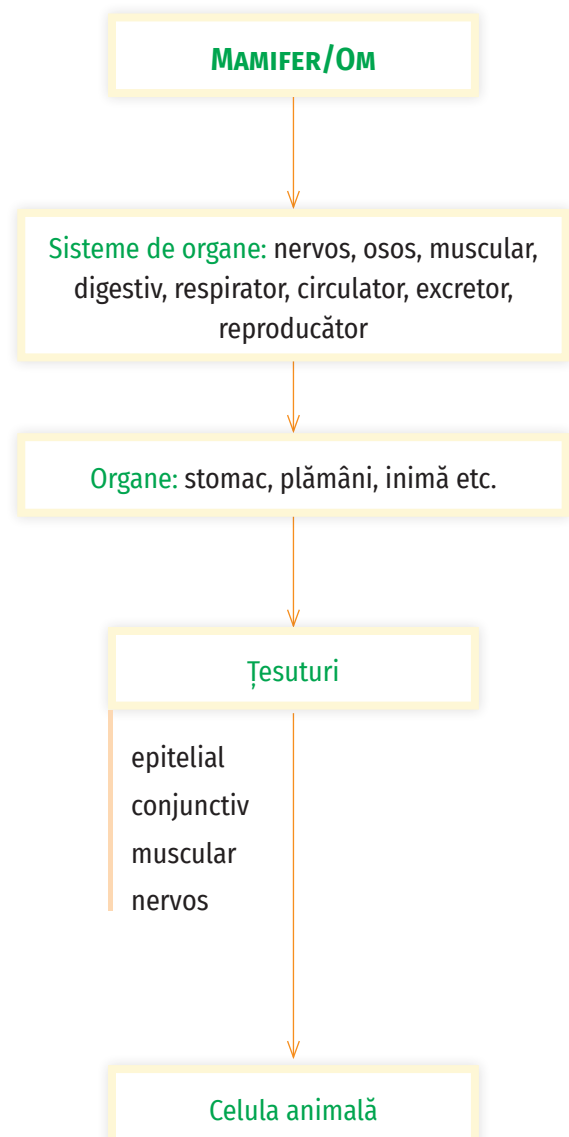 MAMIFER/OM
Sisteme de organe: nervos, osos, muscular,
digestiv, respirator, circulator, excretor,
reproducător
Organe: stomac, plămâni, inimă etc.
Țesuturi
epitelial
conjunctiv
muscular
nervos
Celula animală